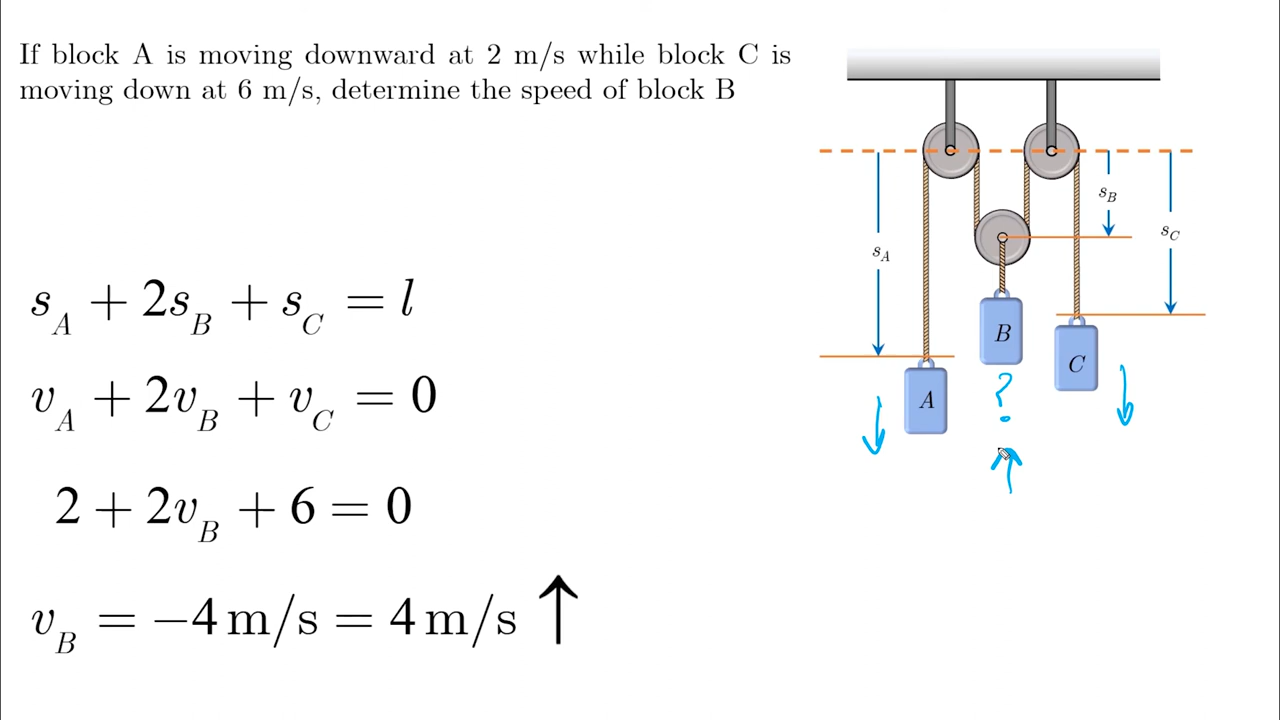 If block A is moving downward at 2 m/s while block C is
moving down at 6 m/s, determine the speed of block B
s_A + 2s_B + s_C = l
v_A + 2v_B + v_C = 0
2 + 2v_B + 6 = 0
v_B = −4 m/s = 4 m/s ↑
s_B
s_C
s_A
B
C
A
?